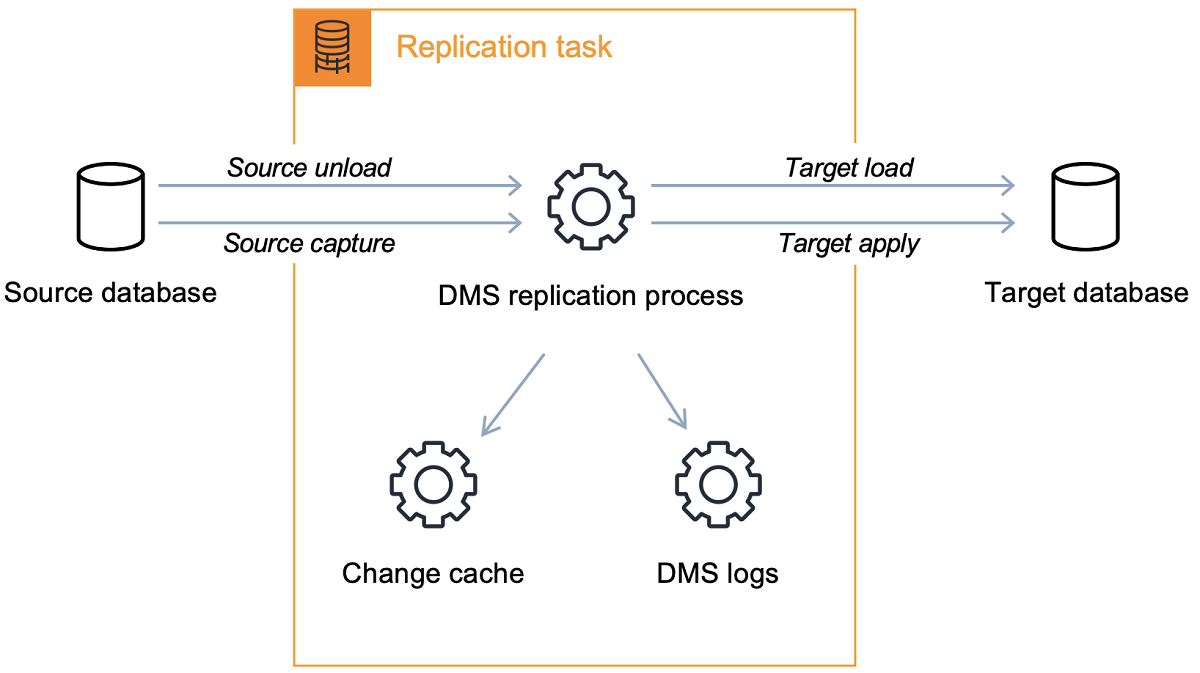 Replication task
Source unload
Target load
Source capture
Target apply
Source database
DMS replication process
Target database
Change cache
DMS logs